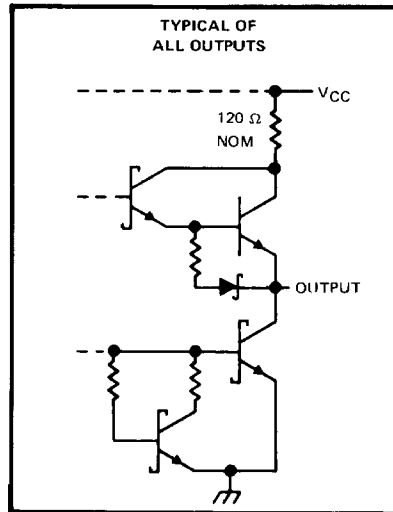 TYPICAL OF
ALL OUTPUTS
VCC
120 Ω
NOM
OUTPUT